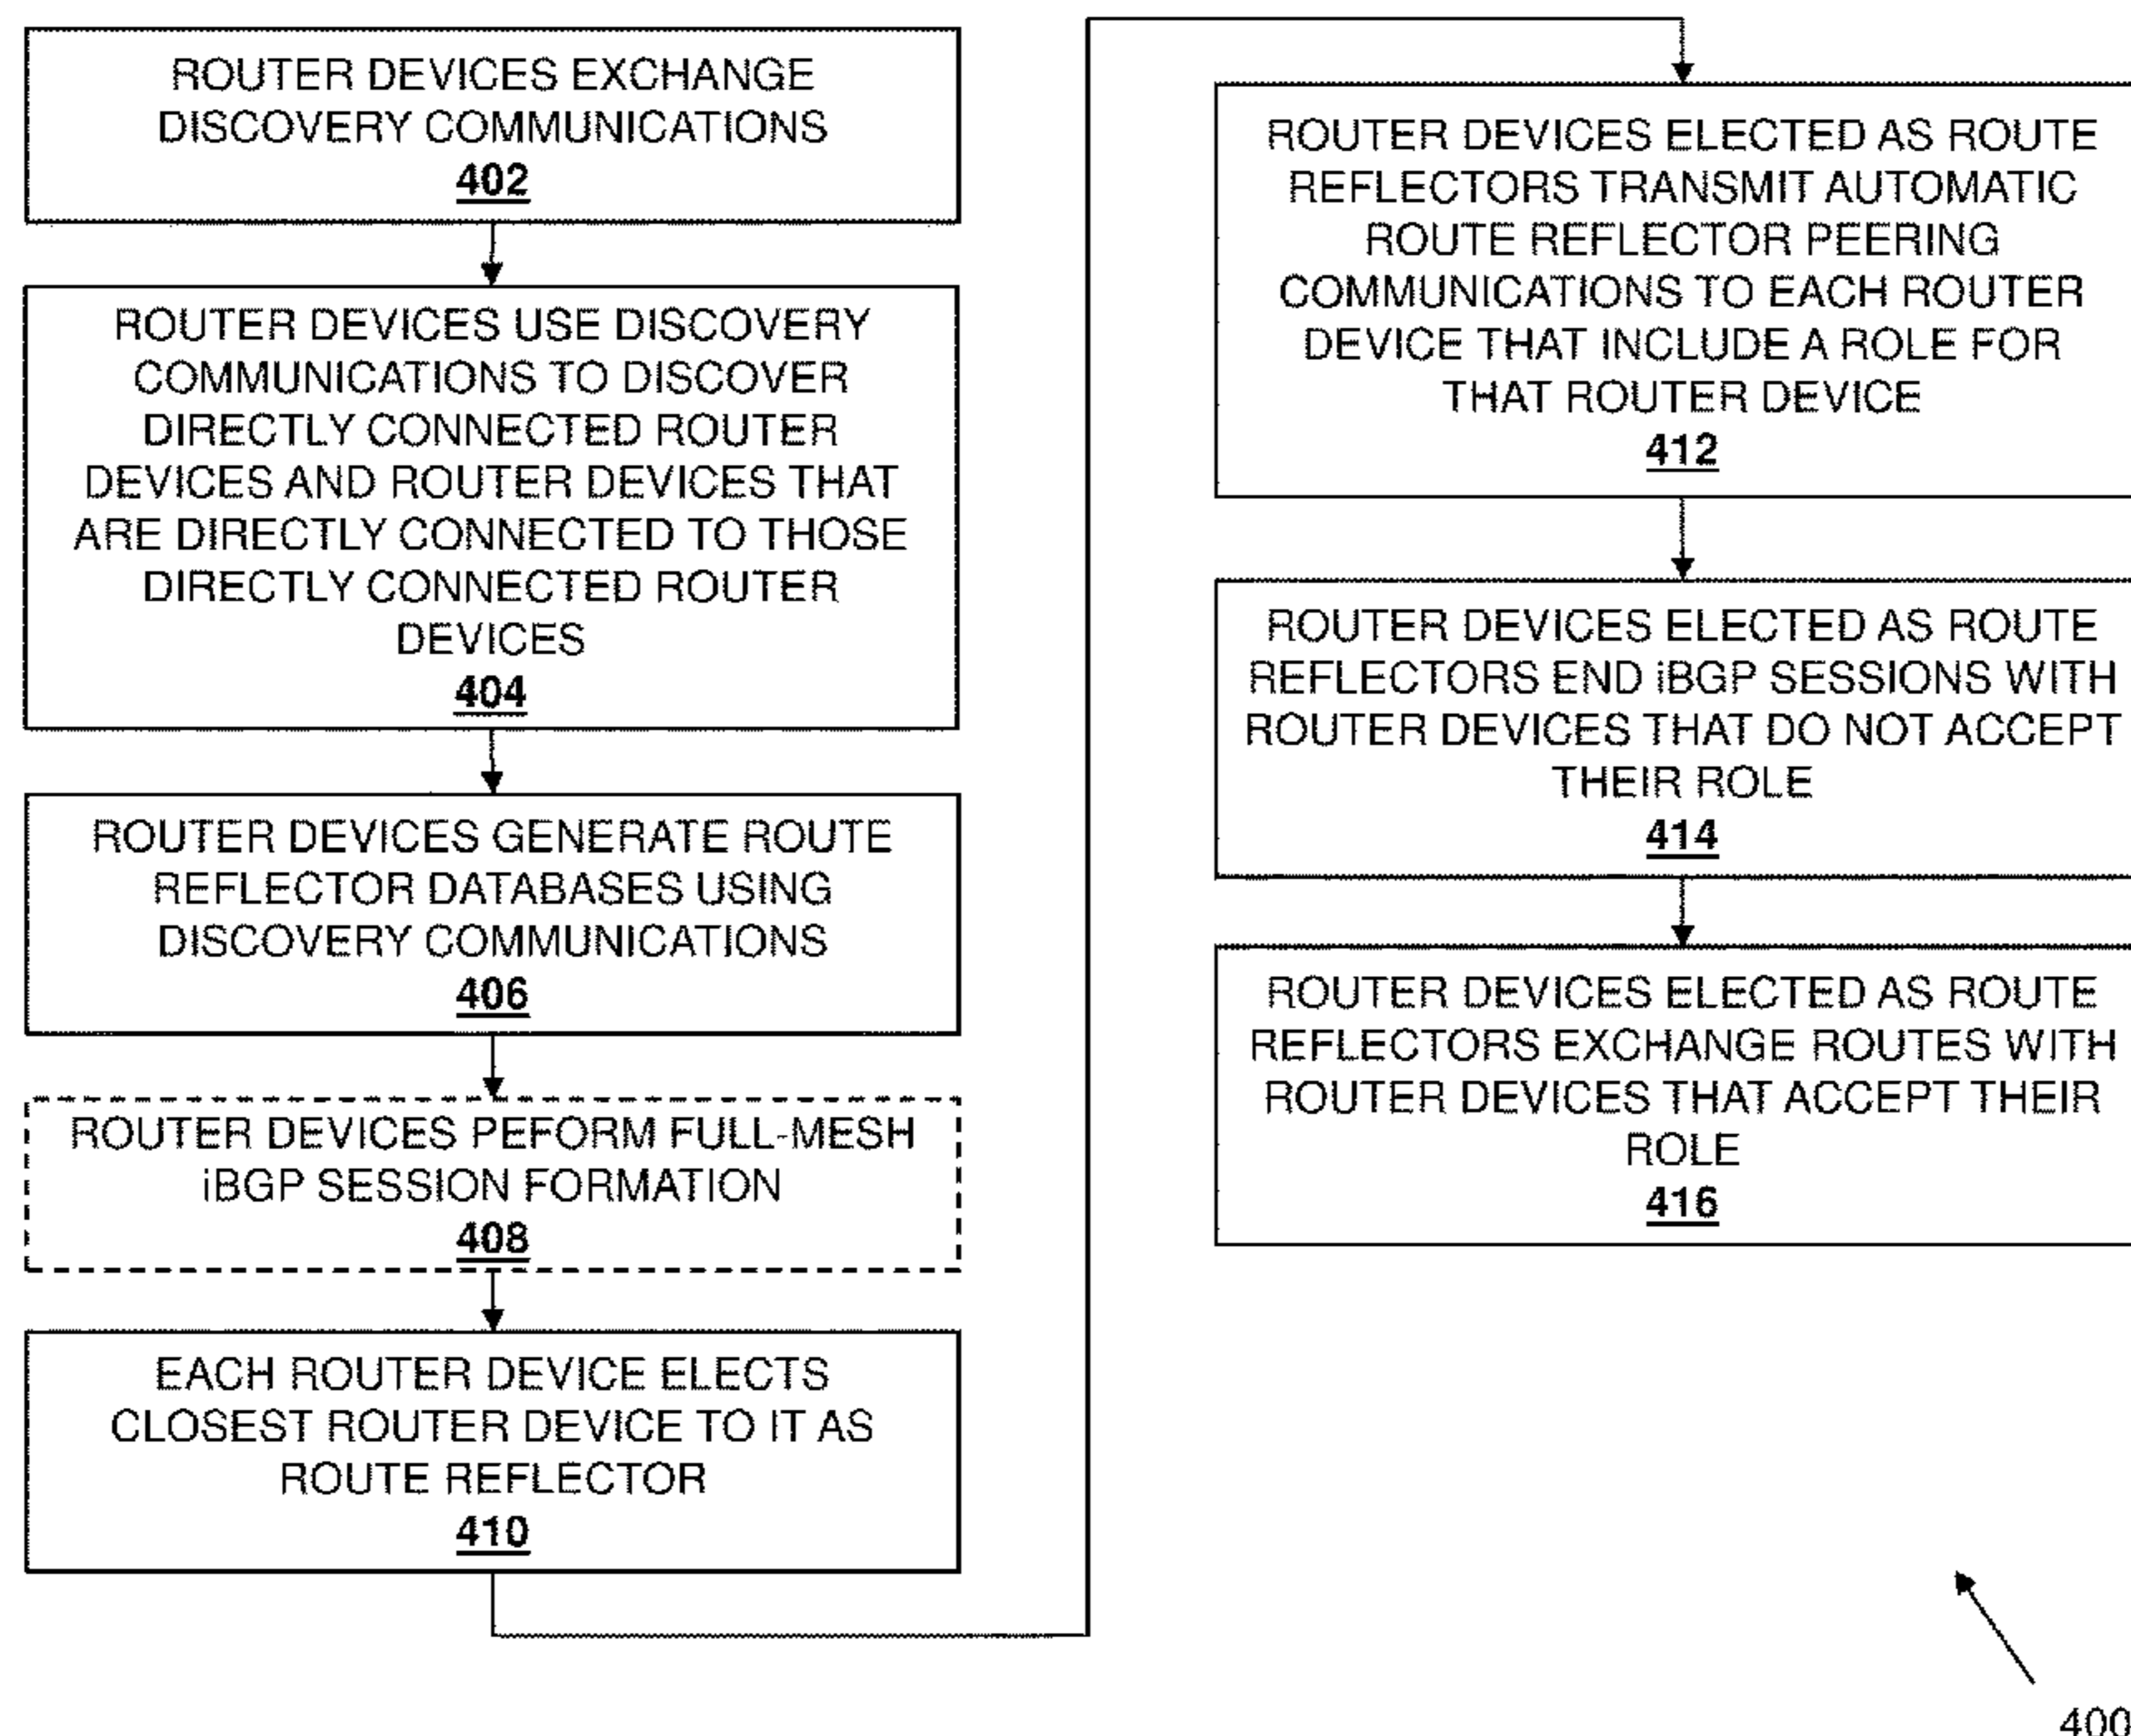 ROUTER DEVICES EXCHANGE
DISCOVERY COMMUNICATIONS
402
ROUTER DEVICES USE DISCOVERY
COMMUNICATIONS TO DISCOVER
DIRECTLY CONNECTED ROUTER
DEVICES AND ROUTER DEVICES THAT
ARE DIRECTLY CONNECTED TO THOSE
DIRECTLY CONNECTED ROUTER
DEVICES
404
ROUTER DEVICES GENERATE ROUTE
REFLECTOR DATABASES USING
DISCOVERY COMMUNICATIONS
406
ROUTER DEVICES PEFORM FULL-MESH
iBGP SESSION FORMATION
408
EACH ROUTER DEVICE ELECTS
CLOSEST ROUTER DEVICE TO IT AS
ROUTE REFLECTOR
410
ROUTER DEVICES ELECTED AS ROUTE
REFLECTORS TRANSMIT AUTOMATIC
ROUTE REFLECTOR PEERING
COMMUNICATIONS TO EACH ROUTER
DEVICE THAT INCLUDE A ROLE FOR
THAT ROUTER DEVICE
412
ROUTER DEVICES ELECTED AS ROUTE
REFLECTORS END iBGP SESSIONS WITH
ROUTER DEVICES THAT DO NOT ACCEPT
THEIR ROLE
414
ROUTER DEVICES ELECTED AS ROUTE
REFLECTORS EXCHANGE ROUTES WITH
ROUTER DEVICES THAT ACCEPT THEIR
ROLE
416
400